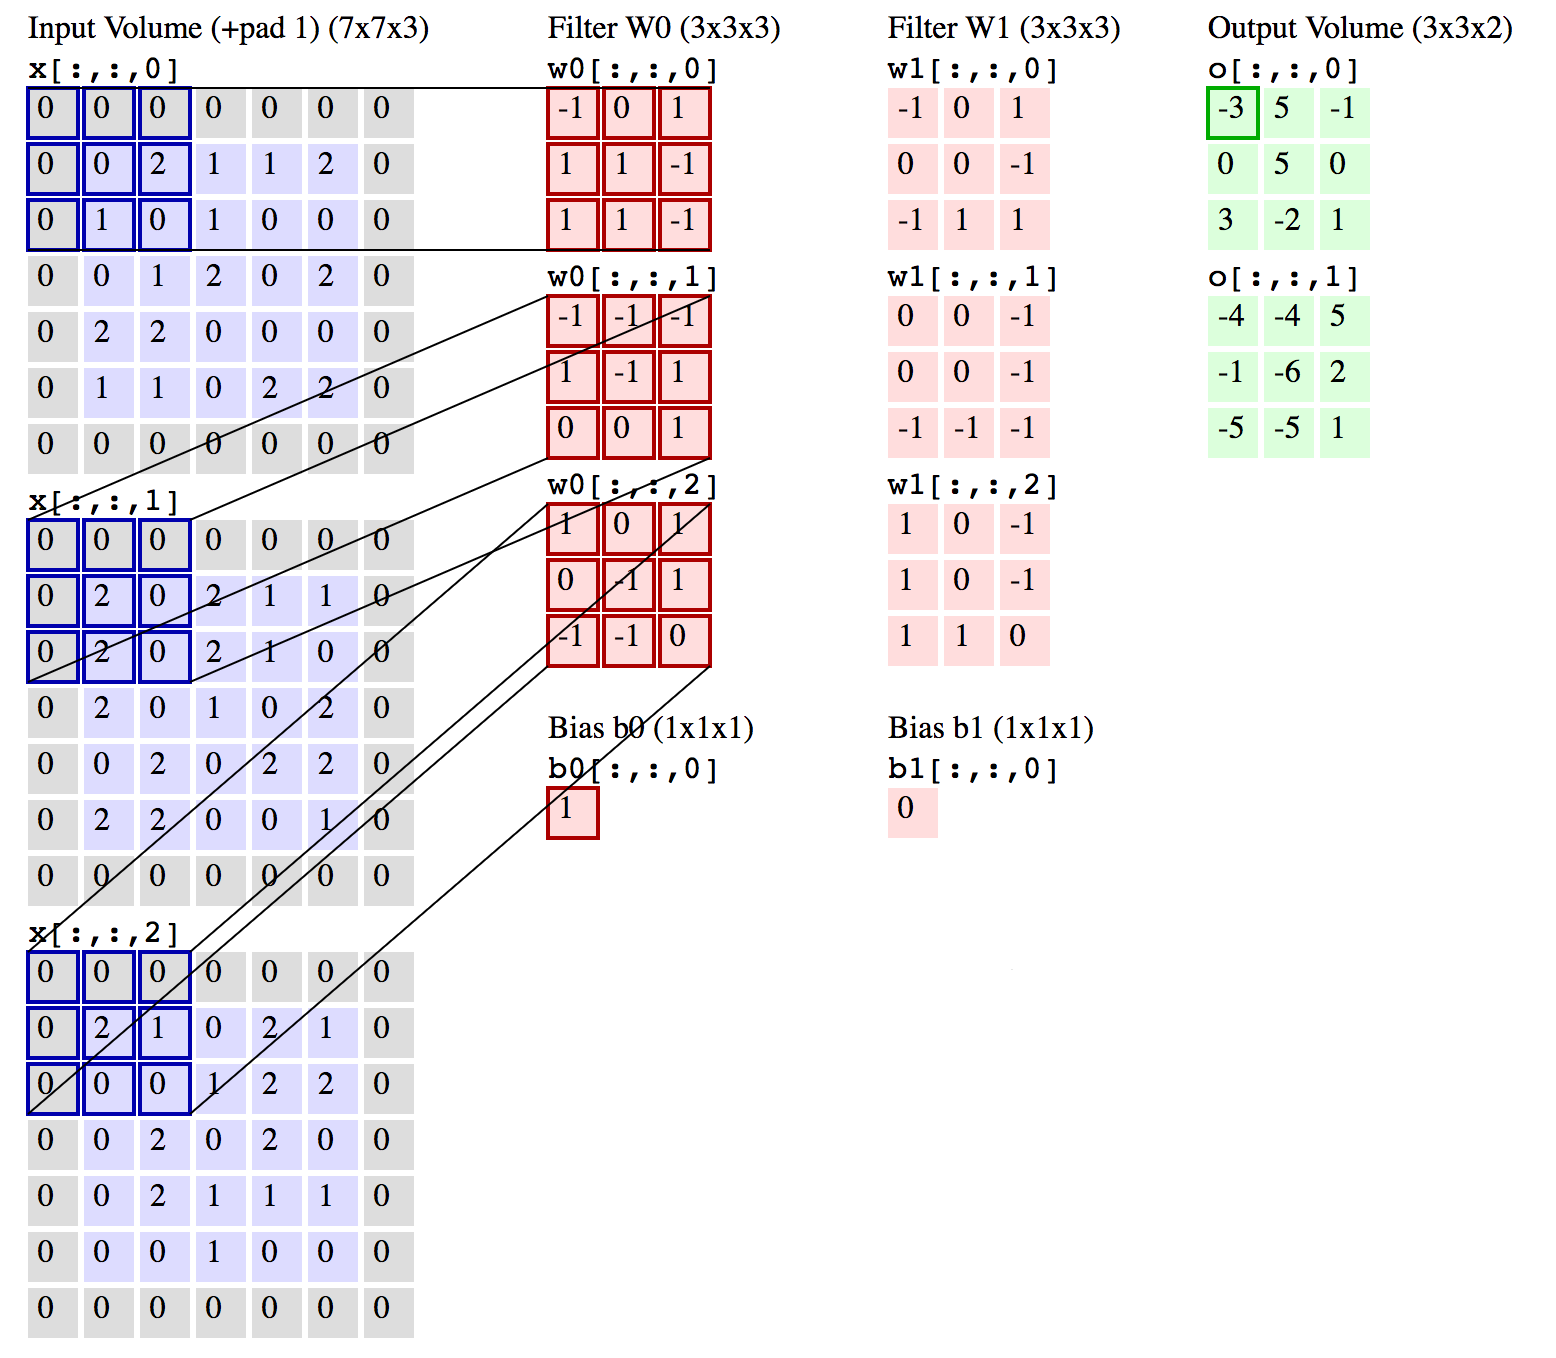 Input Volume (+pad 1) (7x7x3)
x[:,:,0]
0 0 0 0 0 0 0
0 0 2 1 1 2 0
0 1 0 1 0 0 0
0 0 1 2 0 2 0
0 2 2 0 0 0 0
0 1 1 0 2 2 0
0 0 0 0 0 0 0
x[:,:,1]
0 0 0 0 0 0 0
0 2 0 2 1 1 0
0 2 0 2 1 0 0
0 2 0 1 0 2 0
0 0 2 0 2 2 0
0 2 2 0 0 1 0
0 0 0 0 0 0 0
x[:,:,2]
0 0 0 0 0 0 0
0 2 1 0 2 1 0
0 0 0 1 2 2 0
0 0 2 0 2 0 0
0 0 2 1 1 1 0
0 0 0 1 0 0 0
0 0 0 0 0 0 0
Filter W0 (3x3x3)
w0[:,:,0]
-1 0 1
1 1 -1
1 1 -1
w0[:,:,1]
-1 -1 -1
1 -1 1
0 0 1
w0[:,:,2]
1 0 1
0 -1 1
-1 -1 0
Bias b0 (1x1x1)
b0[:,:,0]
1
Filter W1 (3x3x3)
w1[:,:,0]
-1 0 1
0 0 -1
-1 1 1
w1[:,:,1]
0 0 -1
0 0 -1
-1 -1 -1
w1[:,:,2]
1 0 -1
1 0 -1
1 1 0
Bias b1 (1x1x1)
b1[:,:,0]
0
Output Volume (3x3x2)
o[:,:,0]
-3 5 -1
0 5 0
3 -2 1
o[:,:,1]
-4 -4 5
-1 -6 2
-5 -5 1